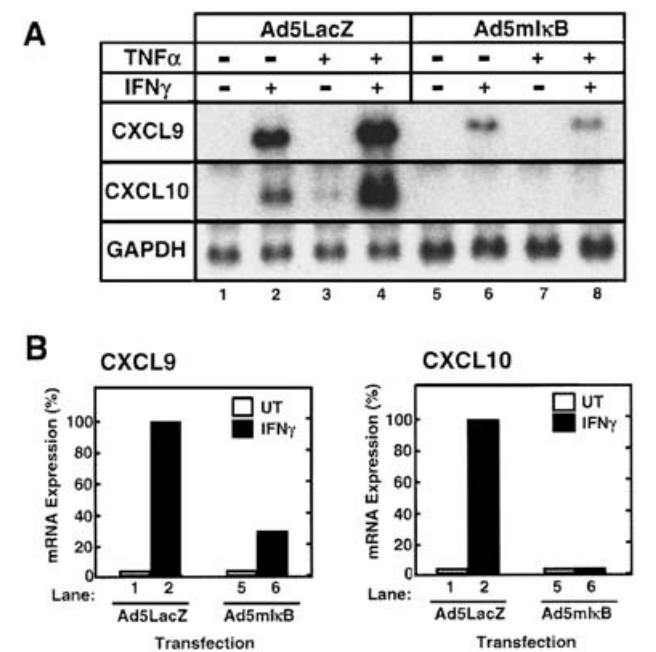 A
Ad5LacZ Ad5mIκB
TNFα - - + + - - + +
IFNγ - + - + - + - +
CXCL9
CXCL10
GAPDH
1 2 3 4 5 6 7 8
B
CXCL9
mRNA Expression (%)
100
80
60
40
20
0
UT
IFNγ
Lane: 1 2 5 6
Ad5LacZ Ad5mIκB
Transfection
CXCL10
mRNA Expression (%)
100
80
60
40
20
0
UT
IFNγ
Lane: 1 2 5 6
Ad5LacZ Ad5mIκB
Transfection